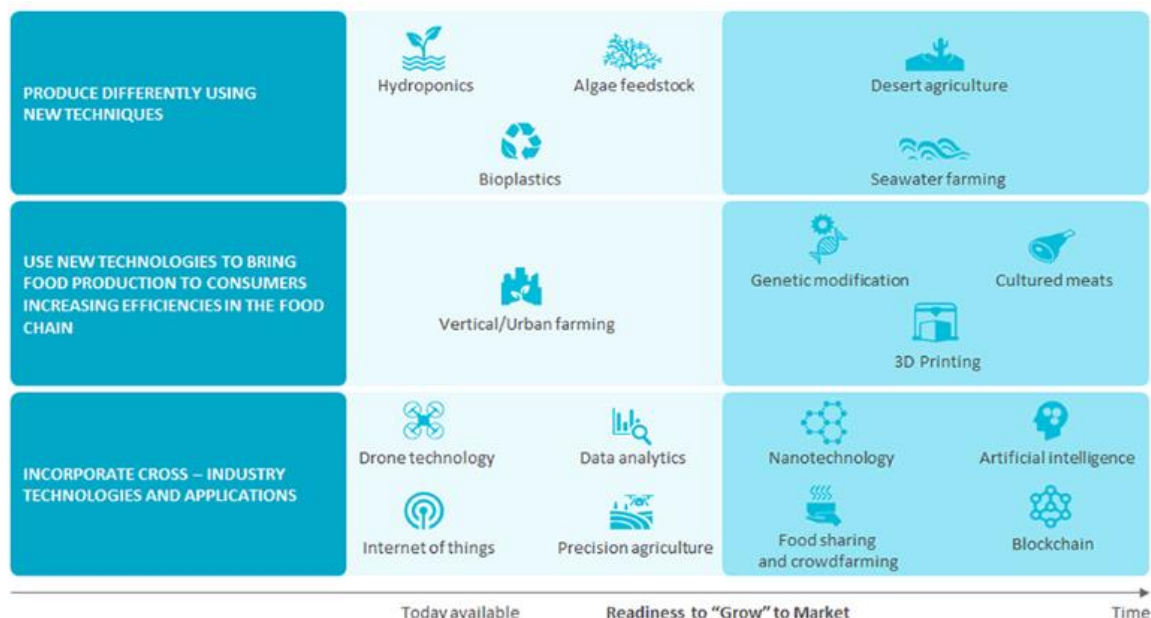 PRODUCE DIFFERENTLY USING
NEW TECHNIQUES
Hydroponics
Algae feedstock
Bioplastics
Desert agriculture
Seawater farming
USE NEW TECHNOLOGIES TO BRING
FOOD PRODUCTION TO CONSUMERS
INCREASING EFFICIENCIES IN THE FOOD
CHAIN
Vertical/Urban farming
Genetic modification
Cultured meats
3D Printing
INCORPORATE CROSS – INDUSTRY
TECHNOLOGIES AND APPLICATIONS
Drone technology
Data analytics
Internet of things
Precision agriculture
Nanotechnology
Artificial intelligence
Food sharing
and crowdfarming
Blockchain
Today available
Readiness to “Grow” to Market
Time